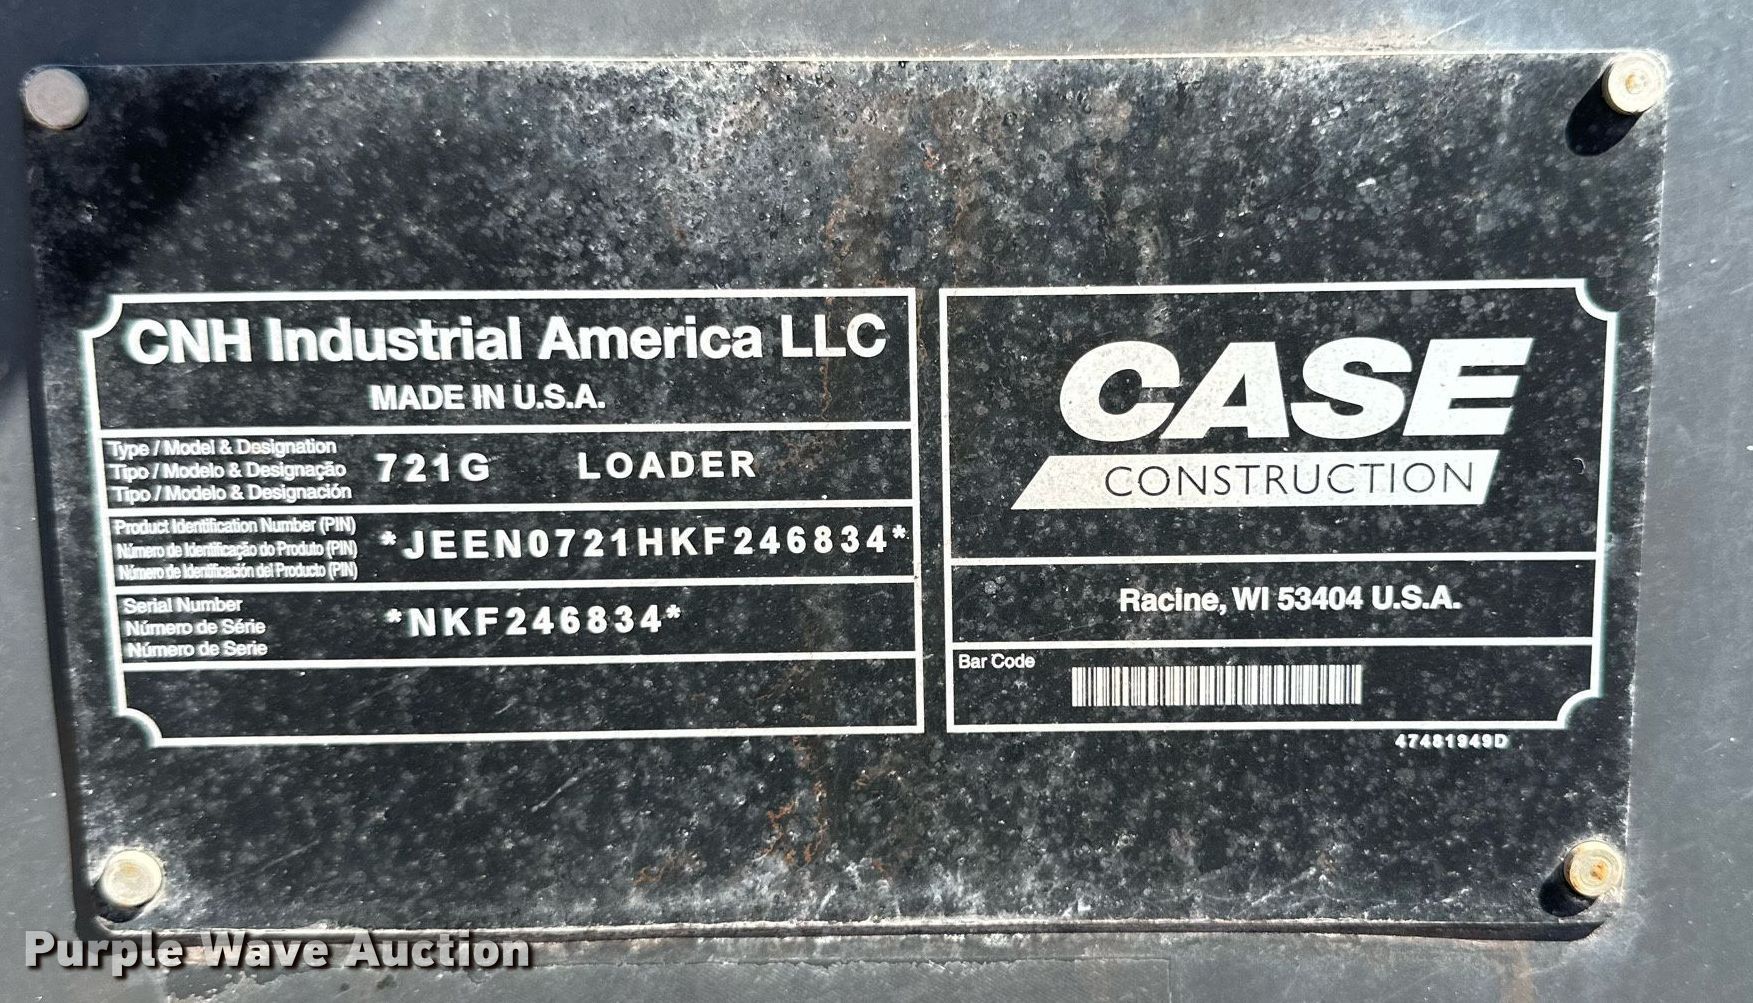 CNH Industrial America LLC
MADE IN U.S.A.
Type / Model & Designation
Tipo / Modelo & Designação
Tipo / Modelo & Designación
721G LOADER
Product Identification Number (PIN)
Número de Identificação do Produto (PIN)
Número de Identificación del Producto (PIN)
*JEEN0721HKF246834*
Serial Number
Número de Série
Número de Serie
*NKF246834*
CASE
CONSTRUCTION
Racine, WI 53404 U.S.A.
Bar Code
47481949D
Purple Wave Auction